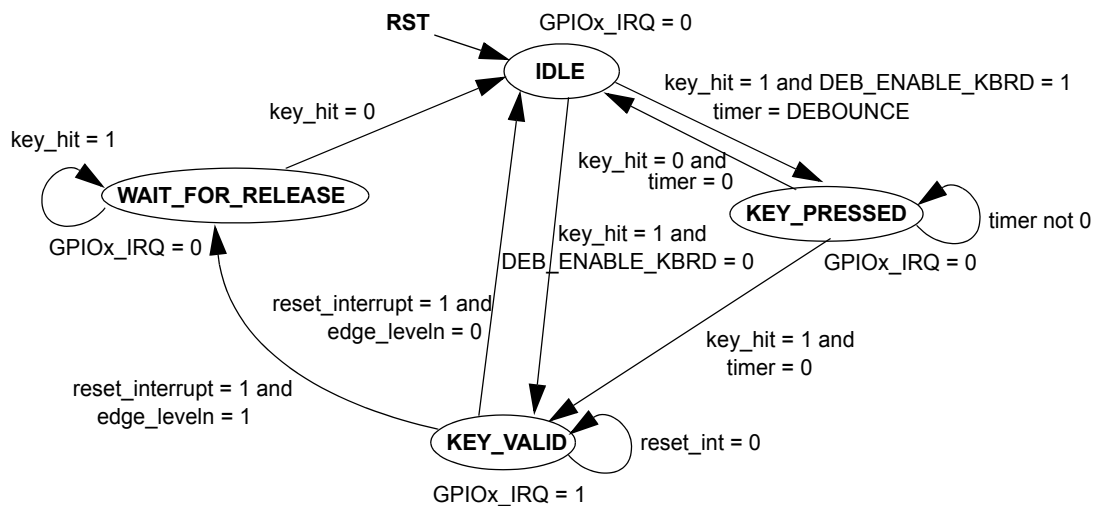 RST
GPIOx_IRQ = 0
IDLE
key_hit = 1 and DEB_ENABLE_KBRD = 1
timer = DEBOUNCE
key_hit = 0
key_hit = 1
key_hit = 0 and
timer = 0
WAIT_FOR_RELEASE
KEY_PRESSED
timer not 0
GPIOx_IRQ = 0
key_hit = 1 and
DEB_ENABLE_KBRD = 0
GPIOx_IRQ = 0
reset_interrupt = 1 and
edge_leveln = 0
key_hit = 1 and
timer = 0
reset_interrupt = 1 and
edge_leveln = 1
KEY_VALID
reset_int = 0
GPIOx_IRQ = 1